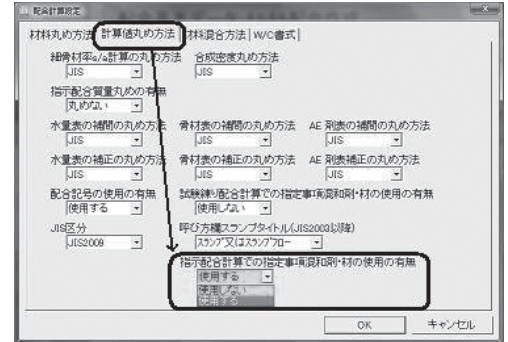 配合計算設定
材料丸め方法 計算値丸め方法 材料混合方法 W/C書式
細骨材率s/a計算の丸め方法 合成密度丸め方法
JIS JIS
指示配合質量丸めの有無
丸めない
水量表の補間の丸め方法 骨材表の補間の丸め方法 AE 剤表の補間の丸め方法
JIS JIS JIS
水量表の補正の丸め方法 骨材表の補正の丸め方法 AE 剤表補正の丸め方法
JIS JIS JIS
配合記号の使用の有無 試験練り配合計算での指定事項混和剤・材の使用の有無
使用する 使用しない
JIS区分 呼び方欄スランプタイトル(JIS2003以降)
JIS2009 スランプ又はスランプフロー
指示配合計算での指定事項混和剤・材の使用の有無
使用する
使用しない
使用する
OK キャンセル